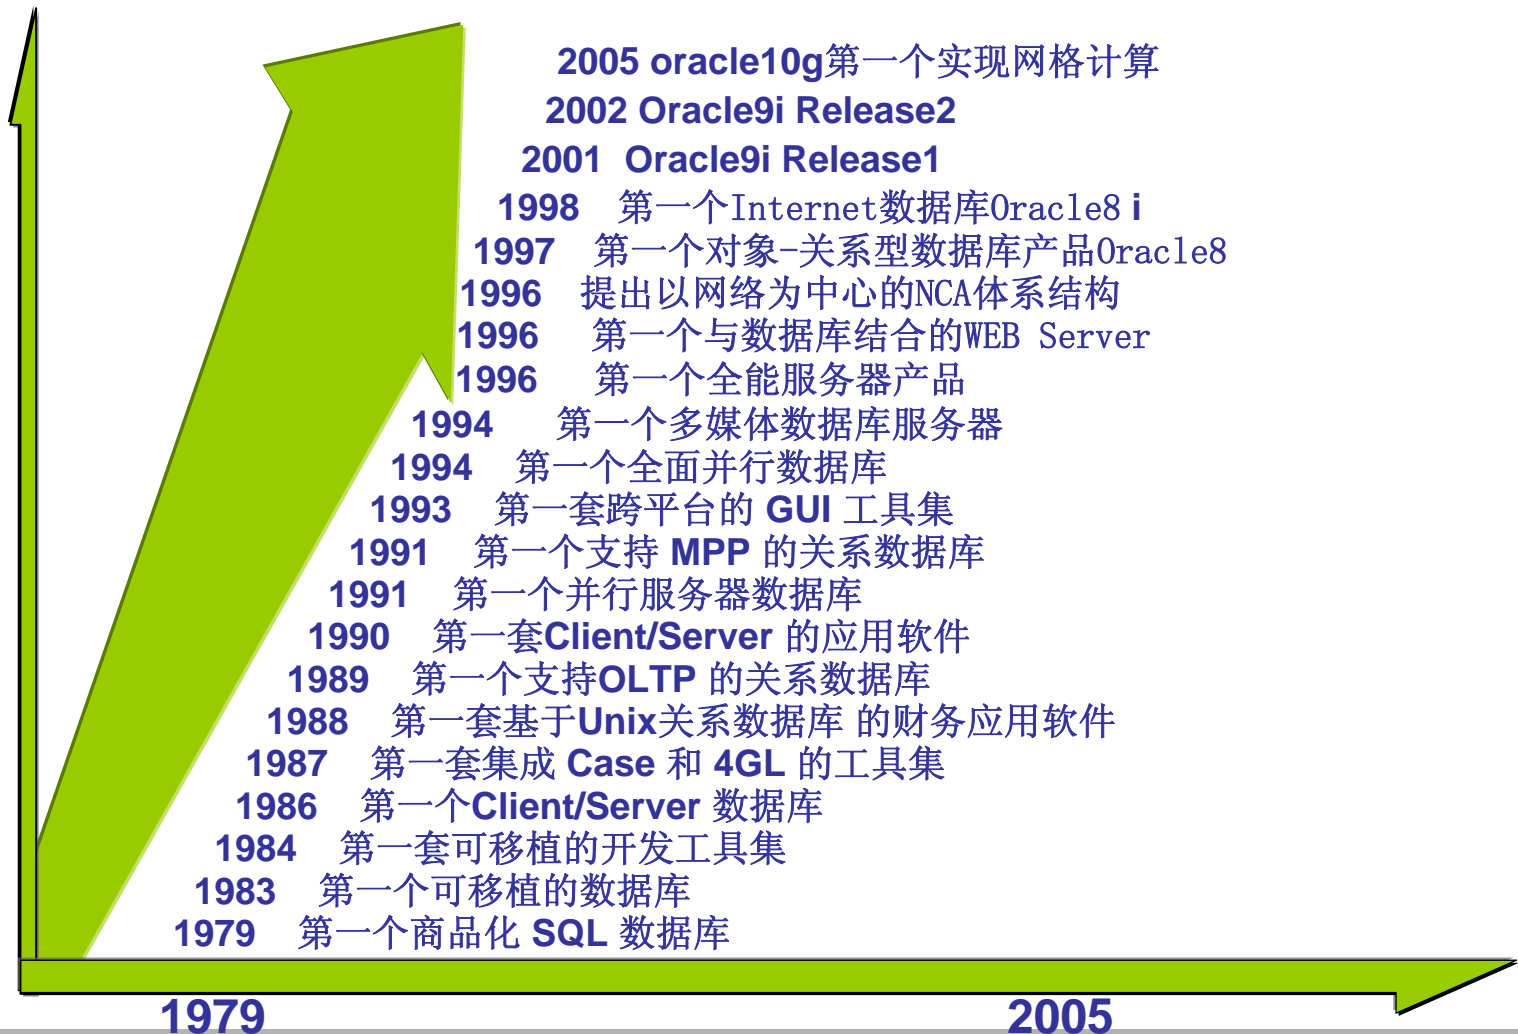 2005 oracle10g第一个实现网格计算
2002 Oracle9i Release2
2001 Oracle9i Release1
1998 第一个Internet数据库Oracle8 i
1997 第一个对象-关系型数据库产品Oracle8
1996 提出以网络为中心的NCA体系结构
1996 第一个与数据库结合的WEB Server
1996 第一个全能服务器产品
1994 第一个多媒体数据库服务器
1994 第一个全面并行数据库
1993 第一套跨平台的 GUI 工具集
1991 第一个支持 MPP 的关系数据库
1991 第一个并行服务器数据库
1990 第一套Client/Server 的应用软件
1989 第一个支持OLTP 的关系数据库
1988 第一套基于Unix关系数据库 的财务应用软件
1987 第一套集成 Case 和 4GL 的工具集
1986 第一个Client/Server 数据库
1984 第一套可移植的开发工具集
1983 第一个可移植的数据库
1979 第一个商品化 SQL 数据库
1979 2005